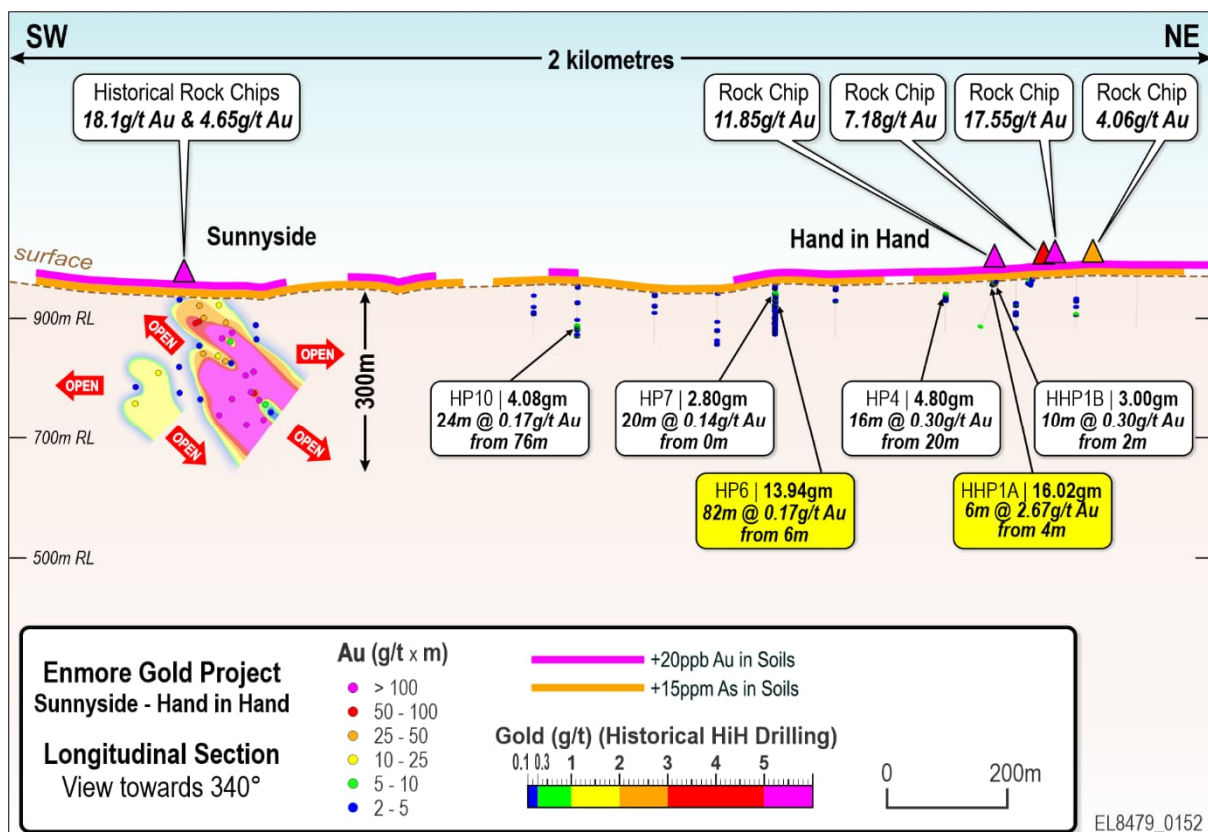 SW
NE
2 kilometres
Historical Rock Chips
18.1g/t Au & 4.65g/t Au
Rock Chip
11.85g/t Au
Rock Chip
7.18g/t Au
Rock Chip
17.55g/t Au
Rock Chip
4.06g/t Au
surface
Sunnyside
Hand in Hand
900m RL
700m RL
500m RL
OPEN
OPEN
OPEN
OPEN
OPEN
300m
HP10 | 4.08gm
24m @ 0.17g/t Au
from 76m
HP7 | 2.80gm
20m @ 0.14g/t Au
from 0m
HP4 | 4.80gm
16m @ 0.30g/t Au
from 20m
HHP1B | 3.00gm
10m @ 0.30g/t Au
from 2m
HP6 | 13.94gm
82m @ 0.17g/t Au
from 6m
HHP1A | 16.02gm
6m @ 2.67g/t Au
from 4m
Enmore Gold Project
Sunnyside - Hand in Hand
Longitudinal Section
View towards 340°
Au (g/t x m)
> 100
50 - 100
25 - 50
10 - 25
5 - 10
2 - 5
+20ppb Au in Soils
+15ppm As in Soils
Gold (g/t) (Historical HiH Drilling)
0.1 0.3 1 2 3 4 5
0 200m
EL8479_0152